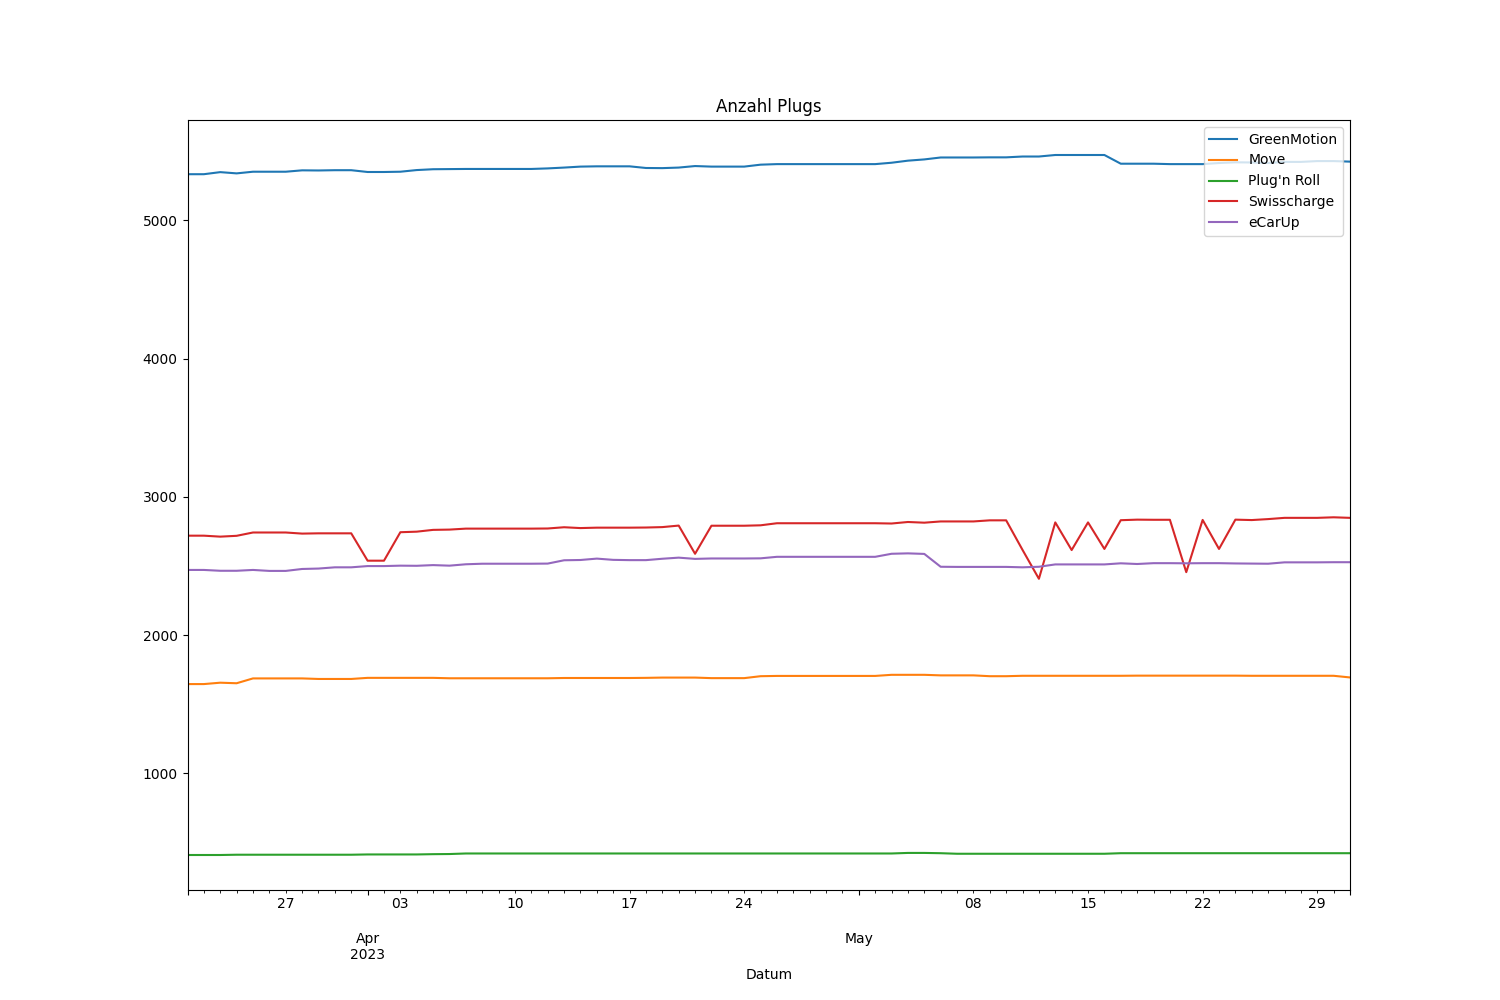 Anzahl Plugs
GreenMotion
Move
Plug'n Roll
Swisscharge
eCarUp
5000
4000
3000
2000
1000
27 03 10 17 24 08 15 22 29
Apr May
2023
Datum